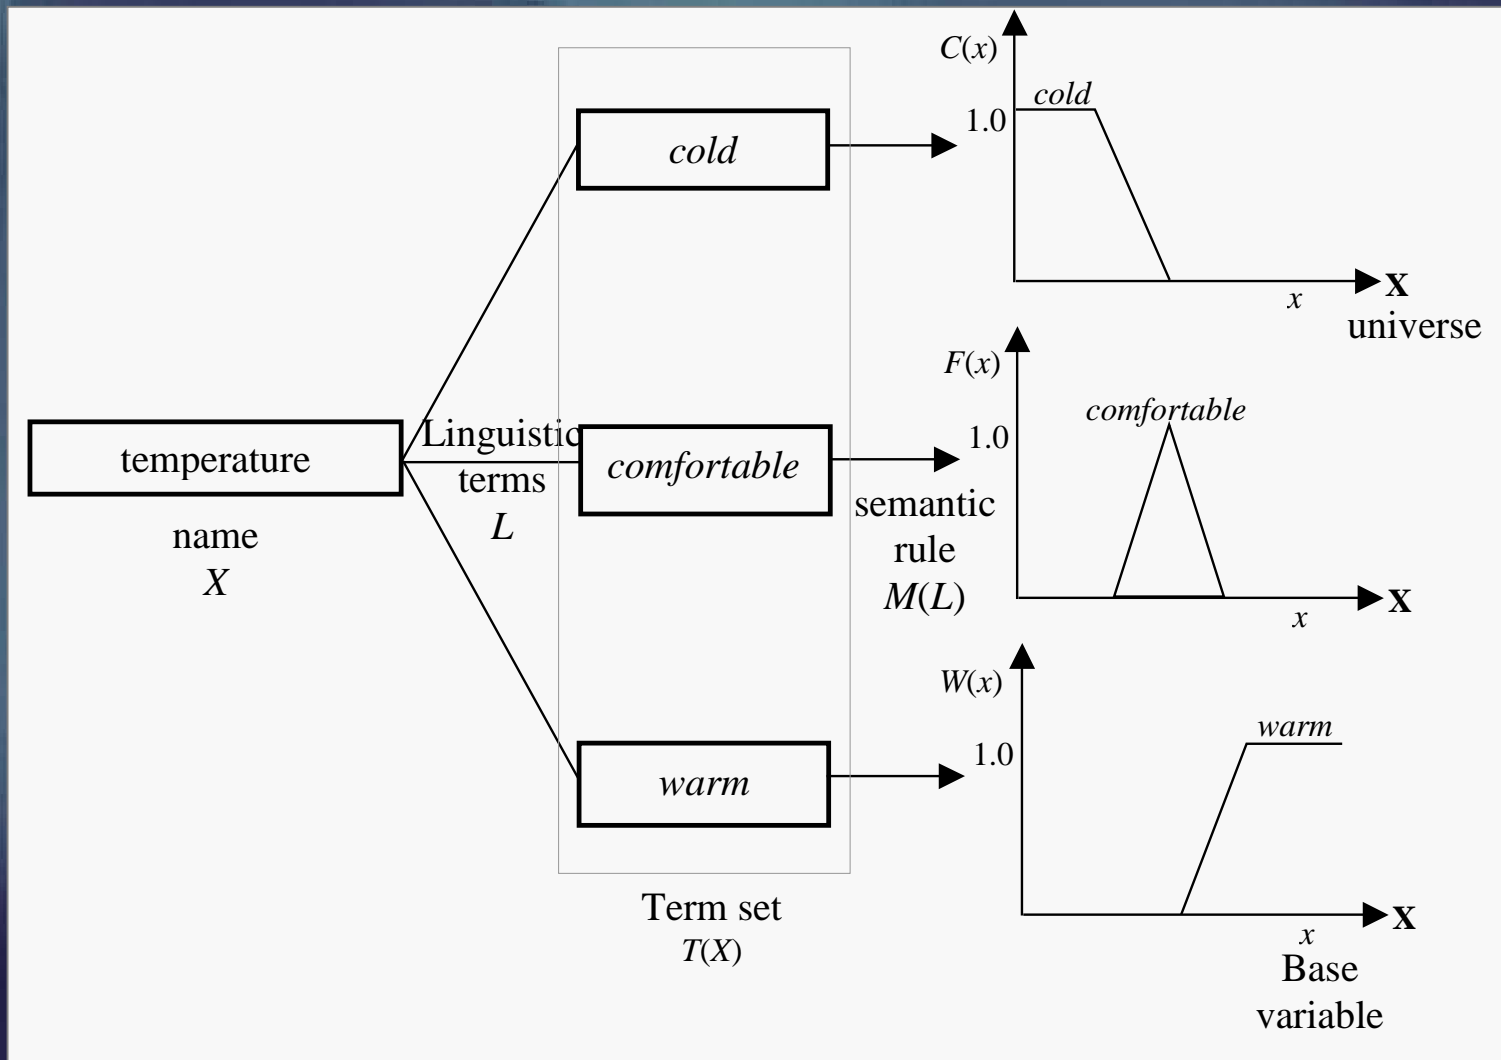 C(x)
cold
1.0
cold
x
X
universe
F(x)
comfortable
1.0
temperature
Linguistic
terms
L
comfortable
name
X
semantic
rule
M(L)
x
X
W(x)
warm
1.0
warm
Term set
T(X)
x
X
Base
variable